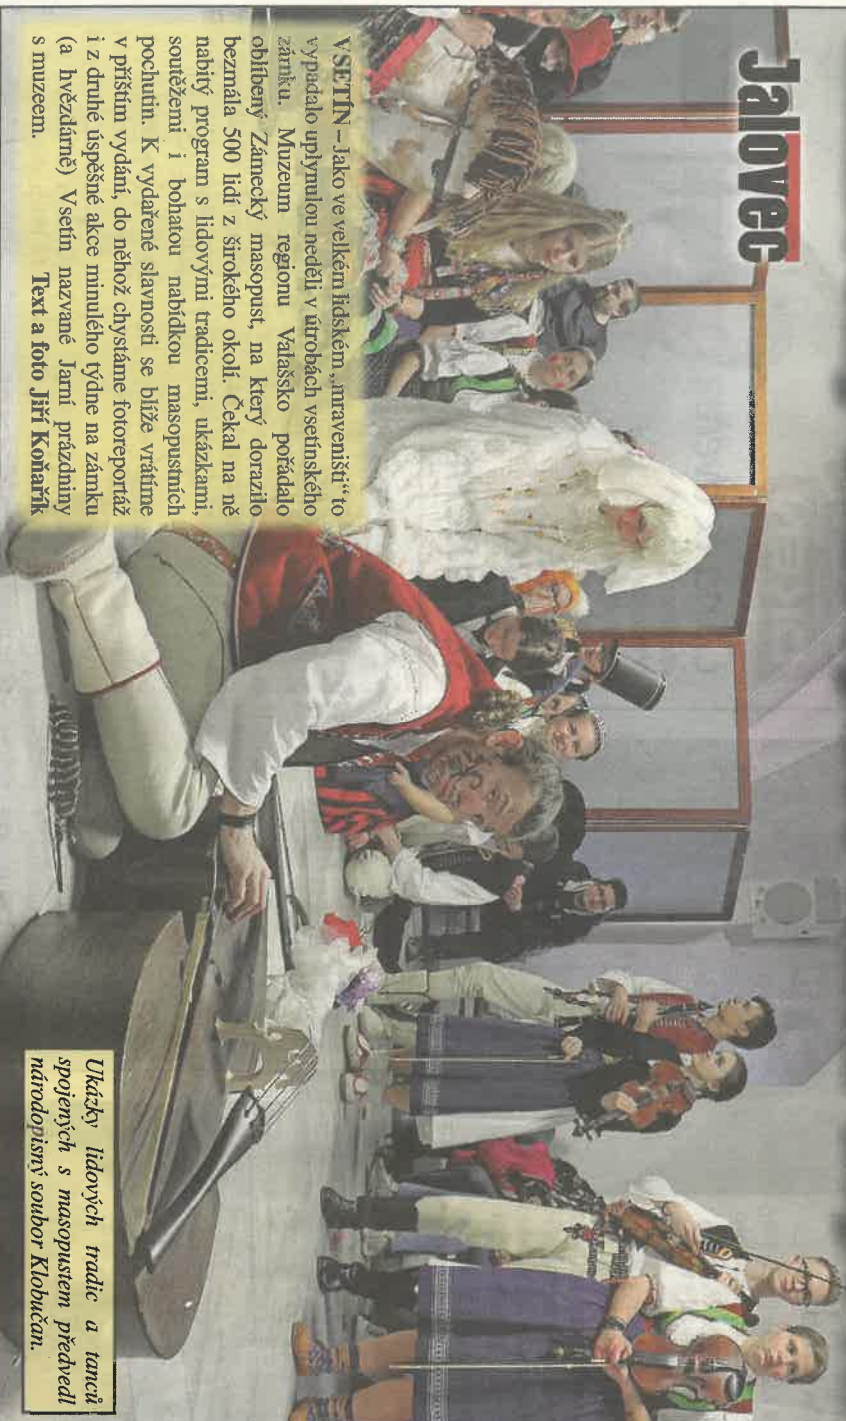 Jalovec
VSETÍN – Jako ve velkém lidském „mraveništi“ to
vypadalo uplynulou neděli v útrobách vsetínského
zámku. Muzeum regionu Valašsko pořádalo
oblíbený Zámecký masopust, na který dorazilo
bezmála 500 lidí z širokého okolí. Čekal na ně
nabitý program s lidovými tradicemi, ukázkami,
soutěžemi i bohatou nabídkou masopustních
pochutin. K vydařené slavnosti se blíže vrátíme
v příštím vydání, do něhož chystáme fotoreportáž
i z druhé úspěšné akce minulého týdne na zámku
(a hvězdárně) Vsetín nazvané Jarní prázdniny
s muzeem.
Text a foto Jiří Koňařík
Ukázky lidových tradic a tanců
spojených s masopustem předvedl
národopisný soubor Klobučan.